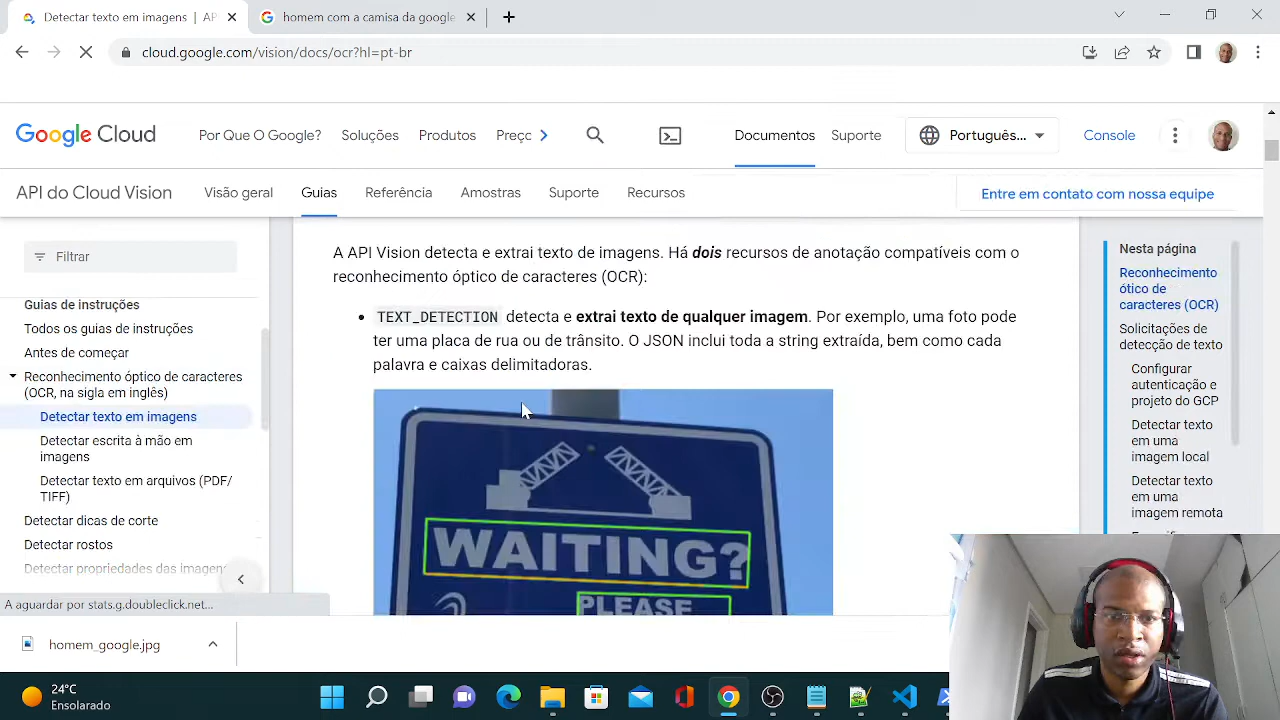 Detectar texto em imagens | AP
homem com a camisa da google
cloud.google.com/vision/docs/ocr?hl=pt-br
Google Cloud
Por Que O Google?
Soluções
Produtos
Preço
Documentos
Suporte
Português...
Console
API do Cloud Vision
Visão geral
Guias
Referência
Amostras
Suporte
Recursos
Entre em contato com nossa equipe
Filtrar
Guias de instruções
Todos os guias de instruções
Antes de começar
Reconhecimento óptico de caracteres
(OCR, na sigla em inglês)
Detectar texto em imagens
Detectar escrita à mão em
imagens
Detectar texto em arquivos (PDF/
TIFF)
Detectar dicas de corte
Detectar rostos
Detectar propriedades das imagens
A aguardar por stats.g.doubleclick.net...
A API Vision detecta e extrai texto de imagens. Há dois recursos de anotação compatíveis com o
reconhecimento óptico de caracteres (OCR):
TEXT_DETECTION detecta e extrai texto de qualquer imagem. Por exemplo, uma foto pode
ter uma placa de rua ou de trânsito. O JSON inclui toda a string extraída, bem como cada
palavra e caixas delimitadoras.
WAITING?
PLEASE
Nesta página
Reconhecimento
ótico de
caracteres (OCR)
Solicitações de
detecção de texto
Configurar
autenticação e
projeto do GCP
Detectar texto
em uma
imagem local
Detectar texto
em uma
imagem remota
homem_google.jpg
24°C
Ensolarado